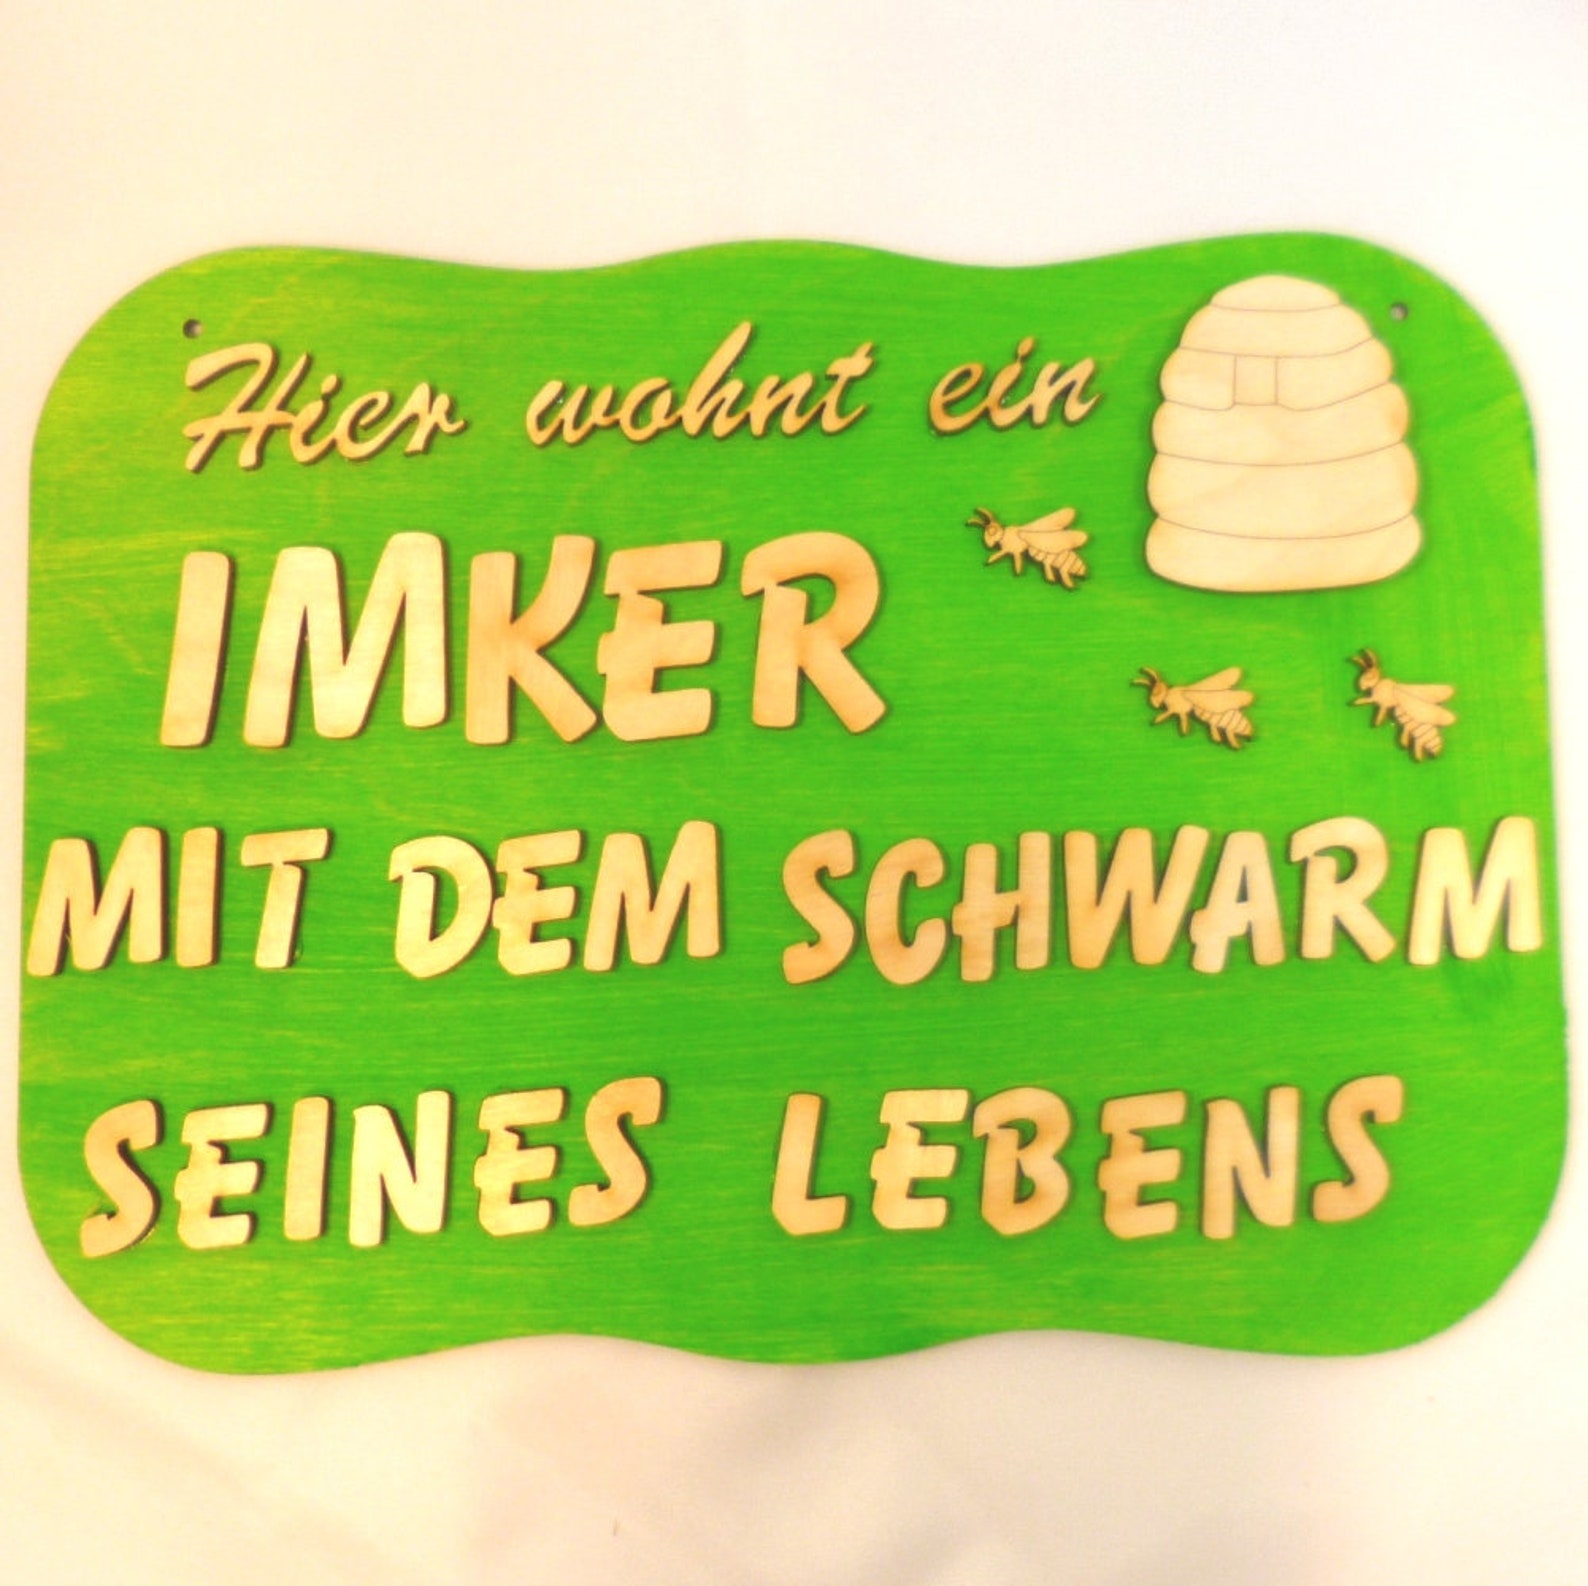 Hier wohnt ein
IMKER
MIT DEM SCHWARM
SEINES LEBENS